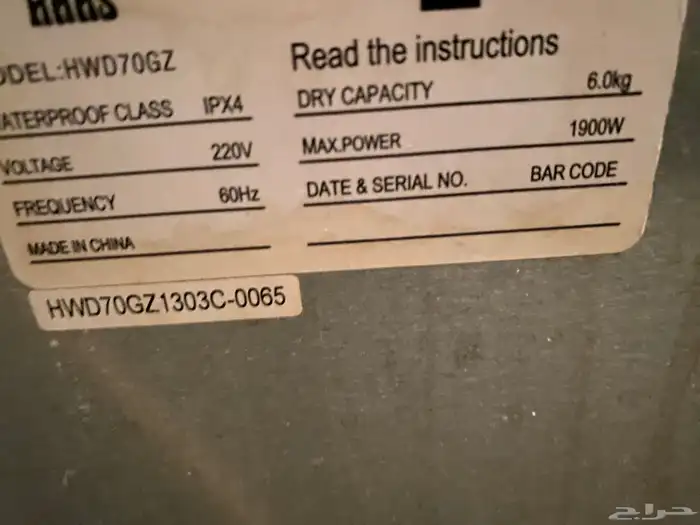 HAAS
ODEL:HWD70GZ
ATERPROOF CLASS IPX4
VOLTAGE 220V
FREQUENCY 60Hz
MADE IN CHINA
Read the instructions
DRY CAPACITY 6.0kg
MAX.POWER 1900W
DATE & SERIAL NO. BAR CODE
HWD70GZ1303C-0065
حراج